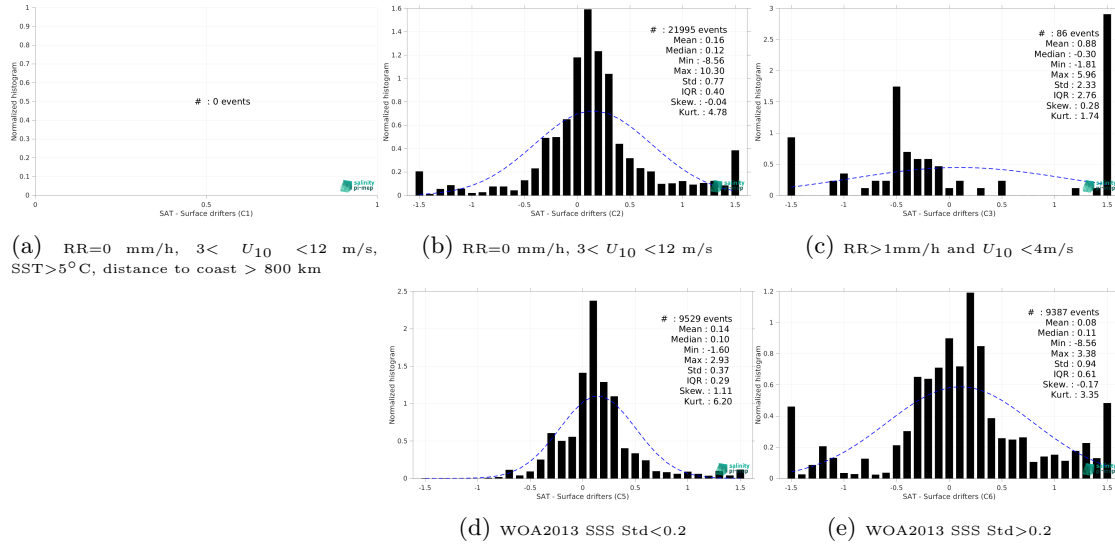 1
0.9
0.8
0.7
0.6
0.5
0.4
0.3
0.2
0.1
0
Normalized histogram
# : 0 events
0 0.5 1
SAT - Surface drifters (C1)
salinity
pi-mep
(a) RR=0 mm/h, 3< U10 <12 m/s,
SST>5°C, distance to coast > 800 km
1.6
1.4
1.2
1
0.8
0.6
0.4
0.2
0
Normalized histogram
# : 21995 events
Mean : 0.16
Median : 0.12
Min : -8.56
Max : 10.30
Std : 0.77
IQR : 0.40
Skew. : -0.04
Kurt. : 4.78
-1.5 -1 -0.5 0 0.5 1 1.5
SAT - Surface drifters (C2)
salinity
pi-mep
(b) RR=0 mm/h, 3< U10 <12 m/s
3
2.5
2
1.5
1
0.5
0
Normalized histogram
# : 86 events
Mean : 0.88
Median : -0.30
Min : -1.81
Max : 5.96
Std : 2.33
IQR : 2.76
Skew. : 0.28
Kurt. : 1.74
-1.5 -1 -0.5 0 0.5 1 1.5
SAT - Surface drifters (C3)
salinity
pi-mep
(c) RR>1mm/h and U10 <4m/s
2.5
2
1.5
1
0.5
0
Normalized histogram
# : 9529 events
Mean : 0.14
Median : 0.10
Min : -1.60
Max : 2.93
Std : 0.37
IQR : 0.29
Skew. : 1.11
Kurt. : 6.20
-1.5 -1 -0.5 0 0.5 1 1.5
SAT - Surface drifters (C5)
salinity
pi-mep
(d) WOA2013 SSS Std<0.2
1.2
1
0.8
0.6
0.4
0.2
0
Normalized histogram
# : 9387 events
Mean : 0.08
Median : 0.11
Min : -8.56
Max : 3.38
Std : 0.94
IQR : 0.61
Skew. : -0.17
Kurt. : 3.35
-1.5 -1 -0.5 0 0.5 1 1.5
SAT - Surface drifters (C6)
salinity
pi-mep
(e) WOA2013 SSS Std>0.2